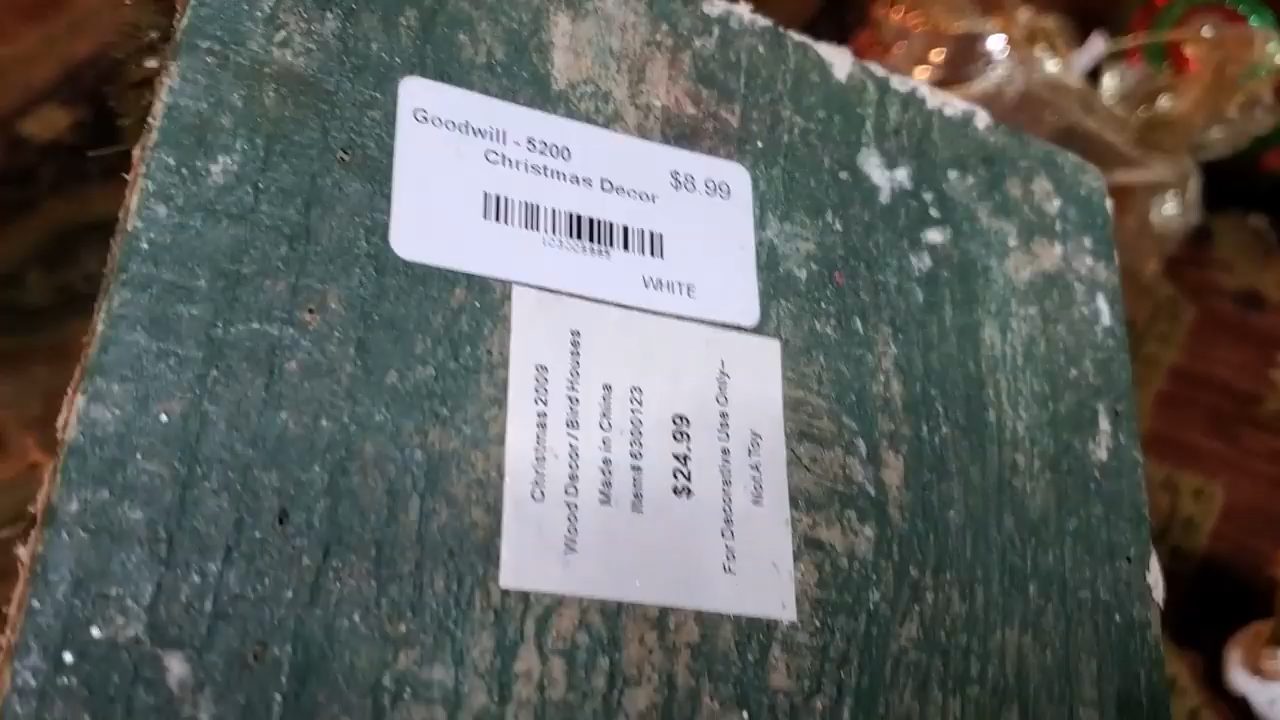 Goodwill - 5200
Christmas Decor
$8.99
WHITE
Christmas 2009
Wood Decor / Bird Houses
Made in China
Item# 6300123
$24.99
For Decorative Use Only--
Not A Toy